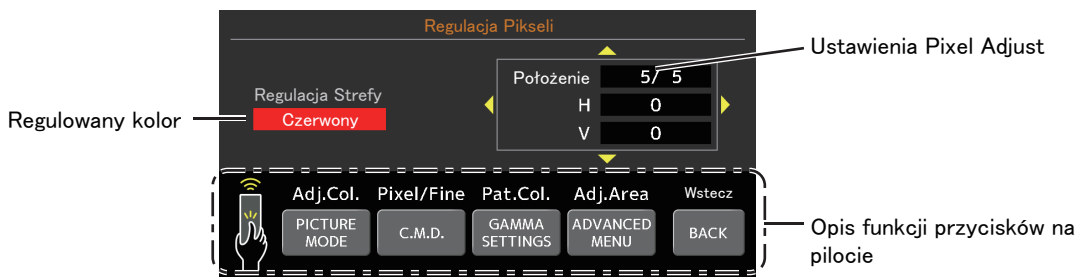 Regulacja Pikseli
Ustawienia Pixel Adjust
Położenie 5/ 5
Regulacja Strefy
H 0
Regulowany kolor
Czerwony
V 0
Adj.Col. Pixel/Fine Pat.Col. Adj.Area Wstecz
PICTURE MODE C.M.D. GAMMA SETTINGS ADVANCED MENU BACK
Opis funkcji przycisków na
pilocie